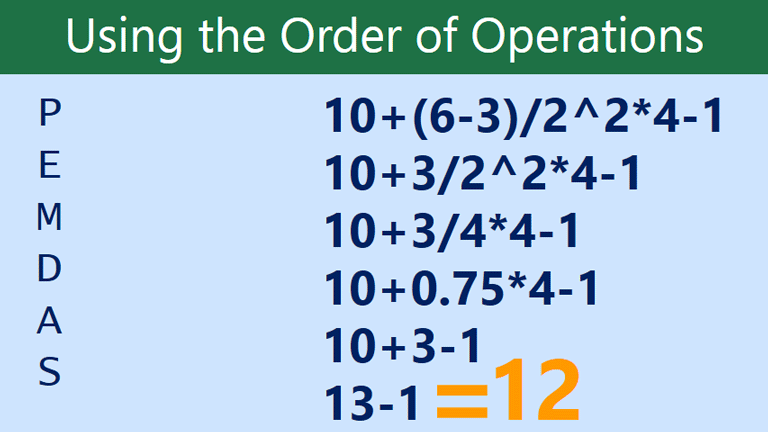 Using the Order of Operations
P
E
M
D
A
S
10+(6-3)/2^2*4-1
10+3/2^2*4-1
10+3/4*4-1
10+0.75*4-1
10+3-1
13-1 =12